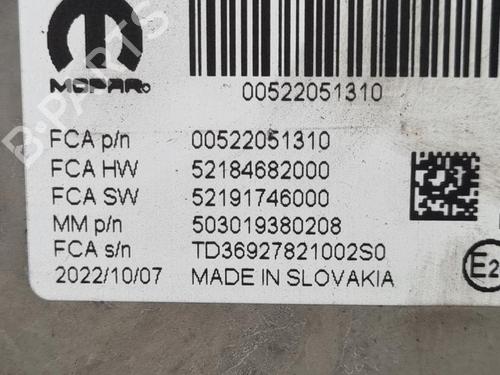 MOPAR
00522051310
FCA p/n 00522051310
FCA HW 52184682000
FCA SW 52191746000
MM p/n 503019380208
FCA s/n TD36927821002S0
2022/10/07 MADE IN SLOVAKIA
E2
B-PARTS